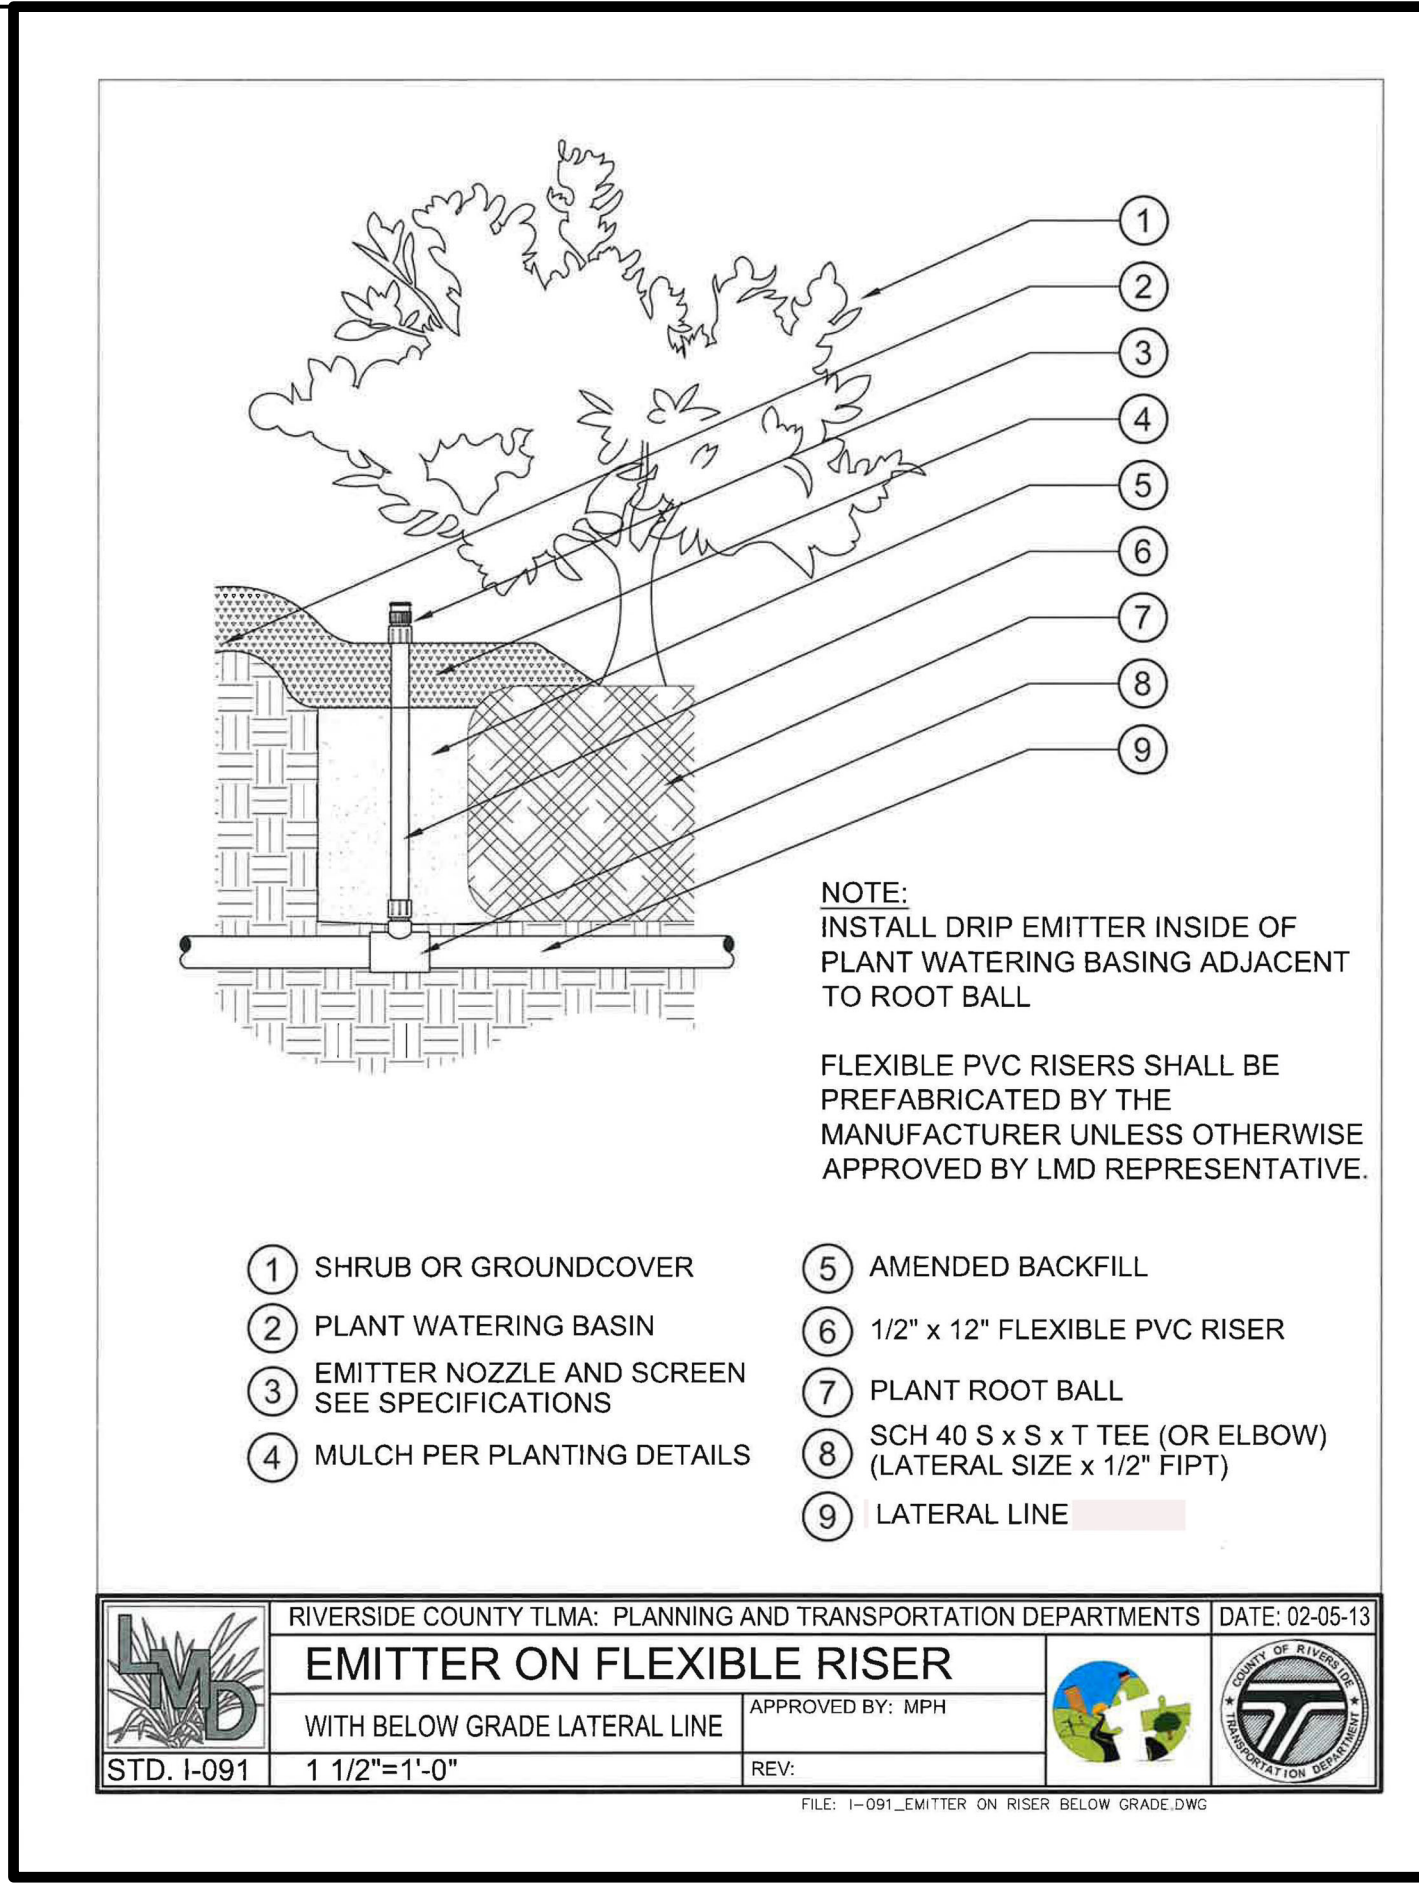 1
2
3
4
5
6
7
8
9
NOTE:
INSTALL DRIP EMITTER INSIDE OF
PLANT WATERING BASING ADJACENT
TO ROOT BALL
FLEXIBLE PVC RISERS SHALL BE
PREFABRICATED BY THE
MANUFACTURER UNLESS OTHERWISE
APPROVED BY LMD REPRESENTATIVE.
1 SHRUB OR GROUNDCOVER
2 PLANT WATERING BASIN
3 EMITTER NOZZLE AND SCREEN
SEE SPECIFICATIONS
4 MULCH PER PLANTING DETAILS
5 AMENDED BACKFILL
6 1/2" x 12" FLEXIBLE PVC RISER
7 PLANT ROOT BALL
8 SCH 40 S x S x T TEE (OR ELBOW)
(LATERAL SIZE x 1/2" FIPT)
9 LATERAL LINE
LMD
STD. I-091
RIVERSIDE COUNTY TLMA: PLANNING AND TRANSPORTATION DEPARTMENTS
DATE: 02-05-13
EMITTER ON FLEXIBLE RISER
WITH BELOW GRADE LATERAL LINE
APPROVED BY: MPH
1 1/2"=1'-0"
REV:
COUNTY OF RIVERSIDE
TRANSPORTATION DEPARTMENT
FILE: I-091_EMITTER ON RISER BELOW GRADE.DWG